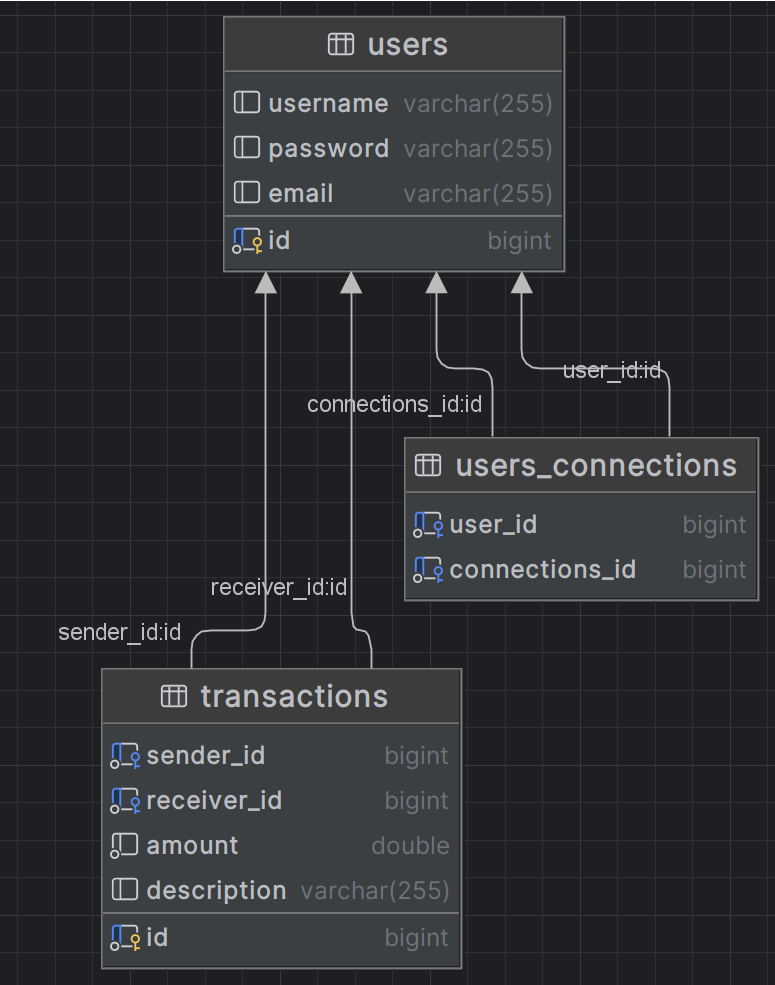 users
username varchar(255)
password varchar(255)
email varchar(255)
id bigint
user_id:id
connections_id:id
users_connections
user_id bigint
connections_id bigint
receiver_id:id
sender_id:id
transactions
sender_id bigint
receiver_id bigint
amount double
description varchar(255)
id bigint